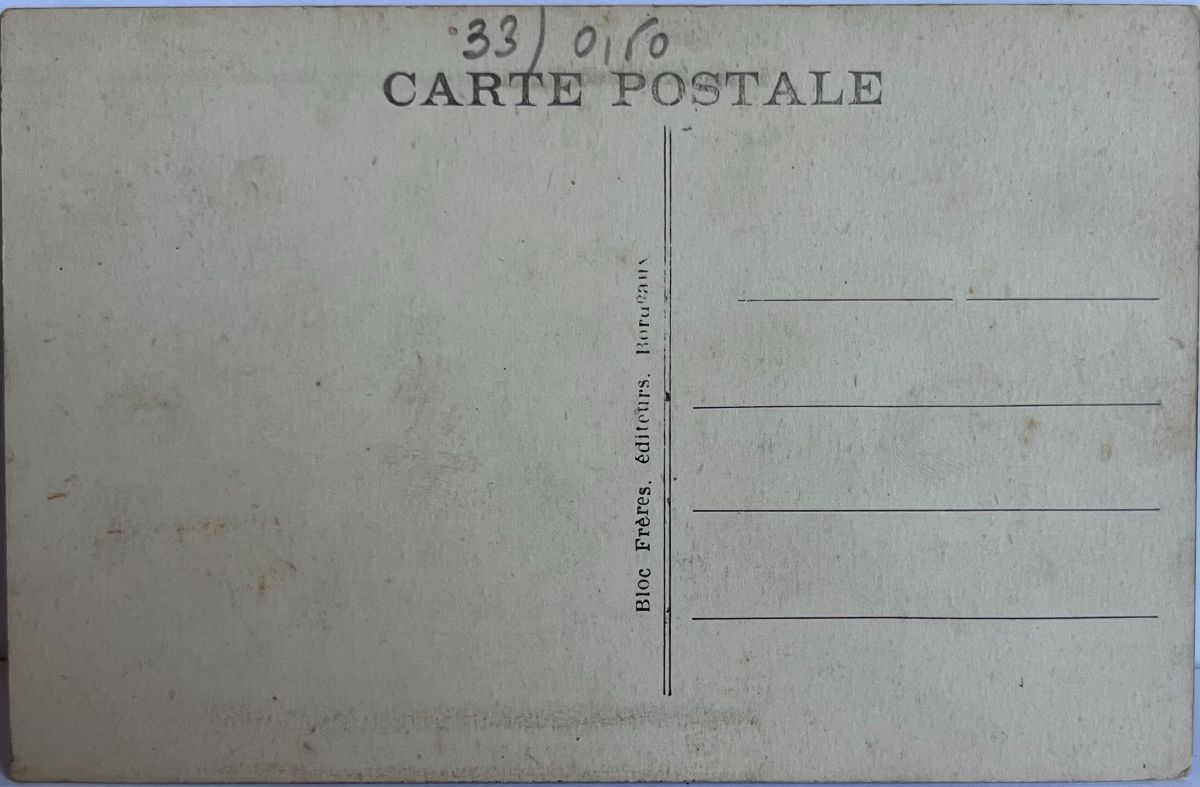 33) 0,50
CARTE POSTALE
Bloc Frères, éditeurs, Bordeaux